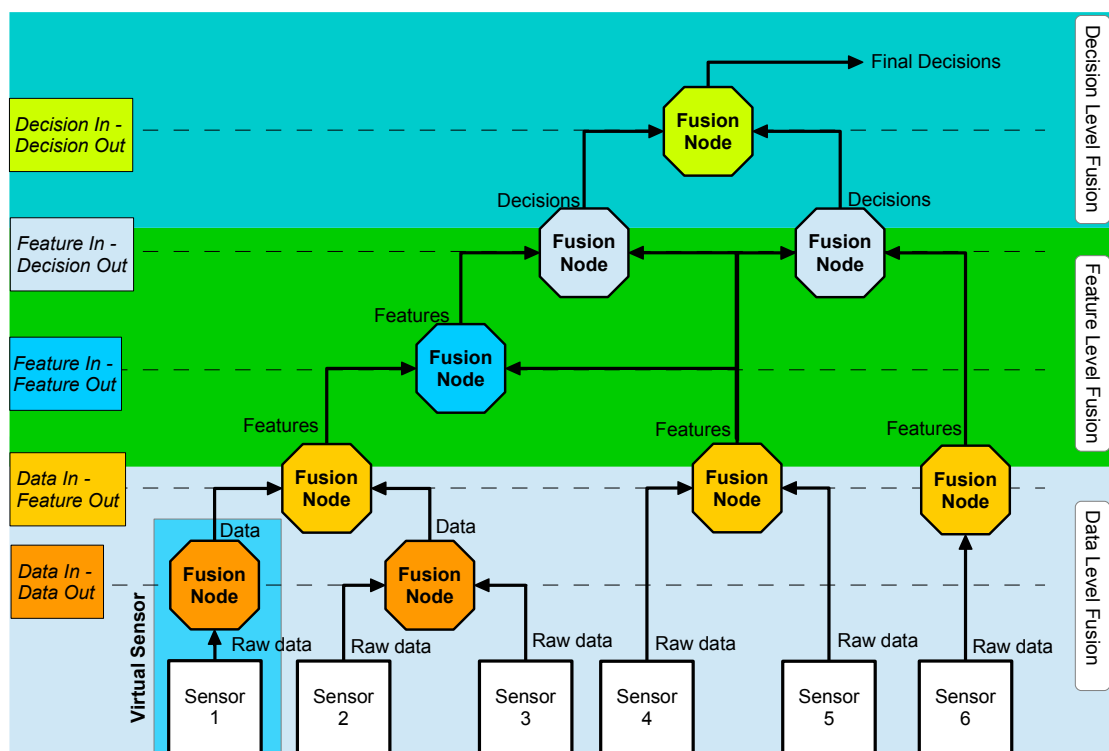 Final Decisions
Decision Level Fusion
Decision In -
Decision Out
Fusion
Node
Decisions
Decisions
Feature In -
Decision Out
Fusion
Node
Fusion
Node
Feature Level Fusion
Features
Feature In -
Feature Out
Fusion
Node
Features
Features
Features
Data In -
Feature Out
Fusion
Node
Fusion
Node
Fusion
Node
Data
Data
Data Level Fusion
Data In -
Data Out
Fusion
Node
Fusion
Node
Virtual Sensor
Raw data
Raw data
Raw data
Raw data
Raw data
Raw data
Sensor
1
Sensor
2
Sensor
3
Sensor
4
Sensor
5
Sensor
6